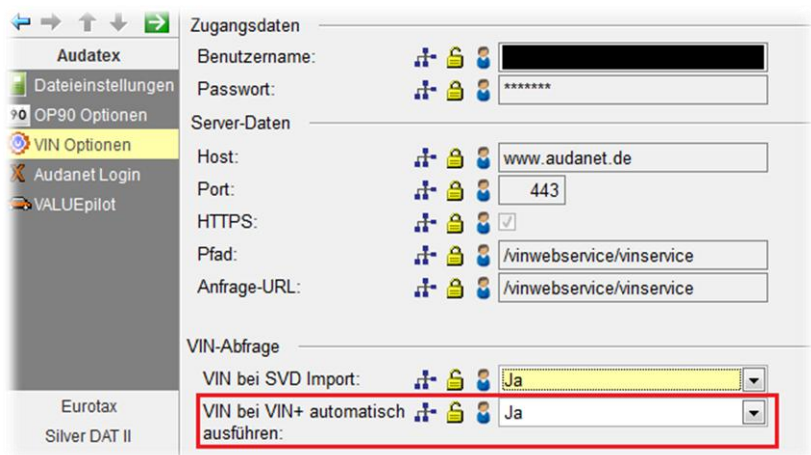 Audatex
Dateieinstellungen
90 OP90 Optionen
VIN Optionen
Audanet Login
VALUEpilot
Eurotax
Silver DAT II
Zugangsdaten
Benutzername:
Passwort: *******
Server-Daten
Host: www.audanet.de
Port: 443
HTTPS:
Pfad: /vinwebservice/vinservice
Anfrage-URL: /vinwebservice/vinservice
VIN-Abfrage
VIN bei SVD Import: Ja
VIN bei VIN+ automatisch Ja
ausführen: